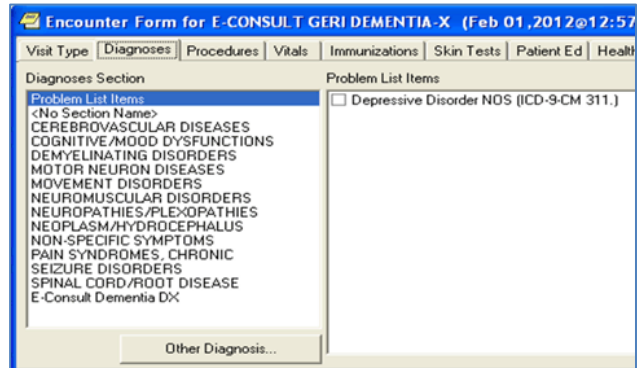 Encounter Form for E-CONSULT GERI DEMENTIA-X (Feb 01,2012@12:57
Visit Type Diagnoses Procedures Vitals Immunizations Skin Tests Patient Ed Health
Diagnoses Section
Problem List Items
<No Section Name>
CEREBROVASCULAR DISEASES
COGNITIVE/MOOD DYSFUNCTIONS
DEMYELINATING DISORDERS
MOTOR NEURON DISEASES
MOVEMENT DISORDERS
NEUROMUSCULAR DISORDERS
NEUROPATHIES/PLEXOPATHIES
NEOPLASM/HYDROCEPHALUS
NON-SPECIFIC SYMPTOMS
PAIN SYNDROMES, CHRONIC
SEIZURE DISORDERS
SPINAL CORD/ROOT DISEASE
E-Consult Dementia DX
Other Diagnosis...
Problem List Items
Depressive Disorder NOS (ICD-9-CM 311.)